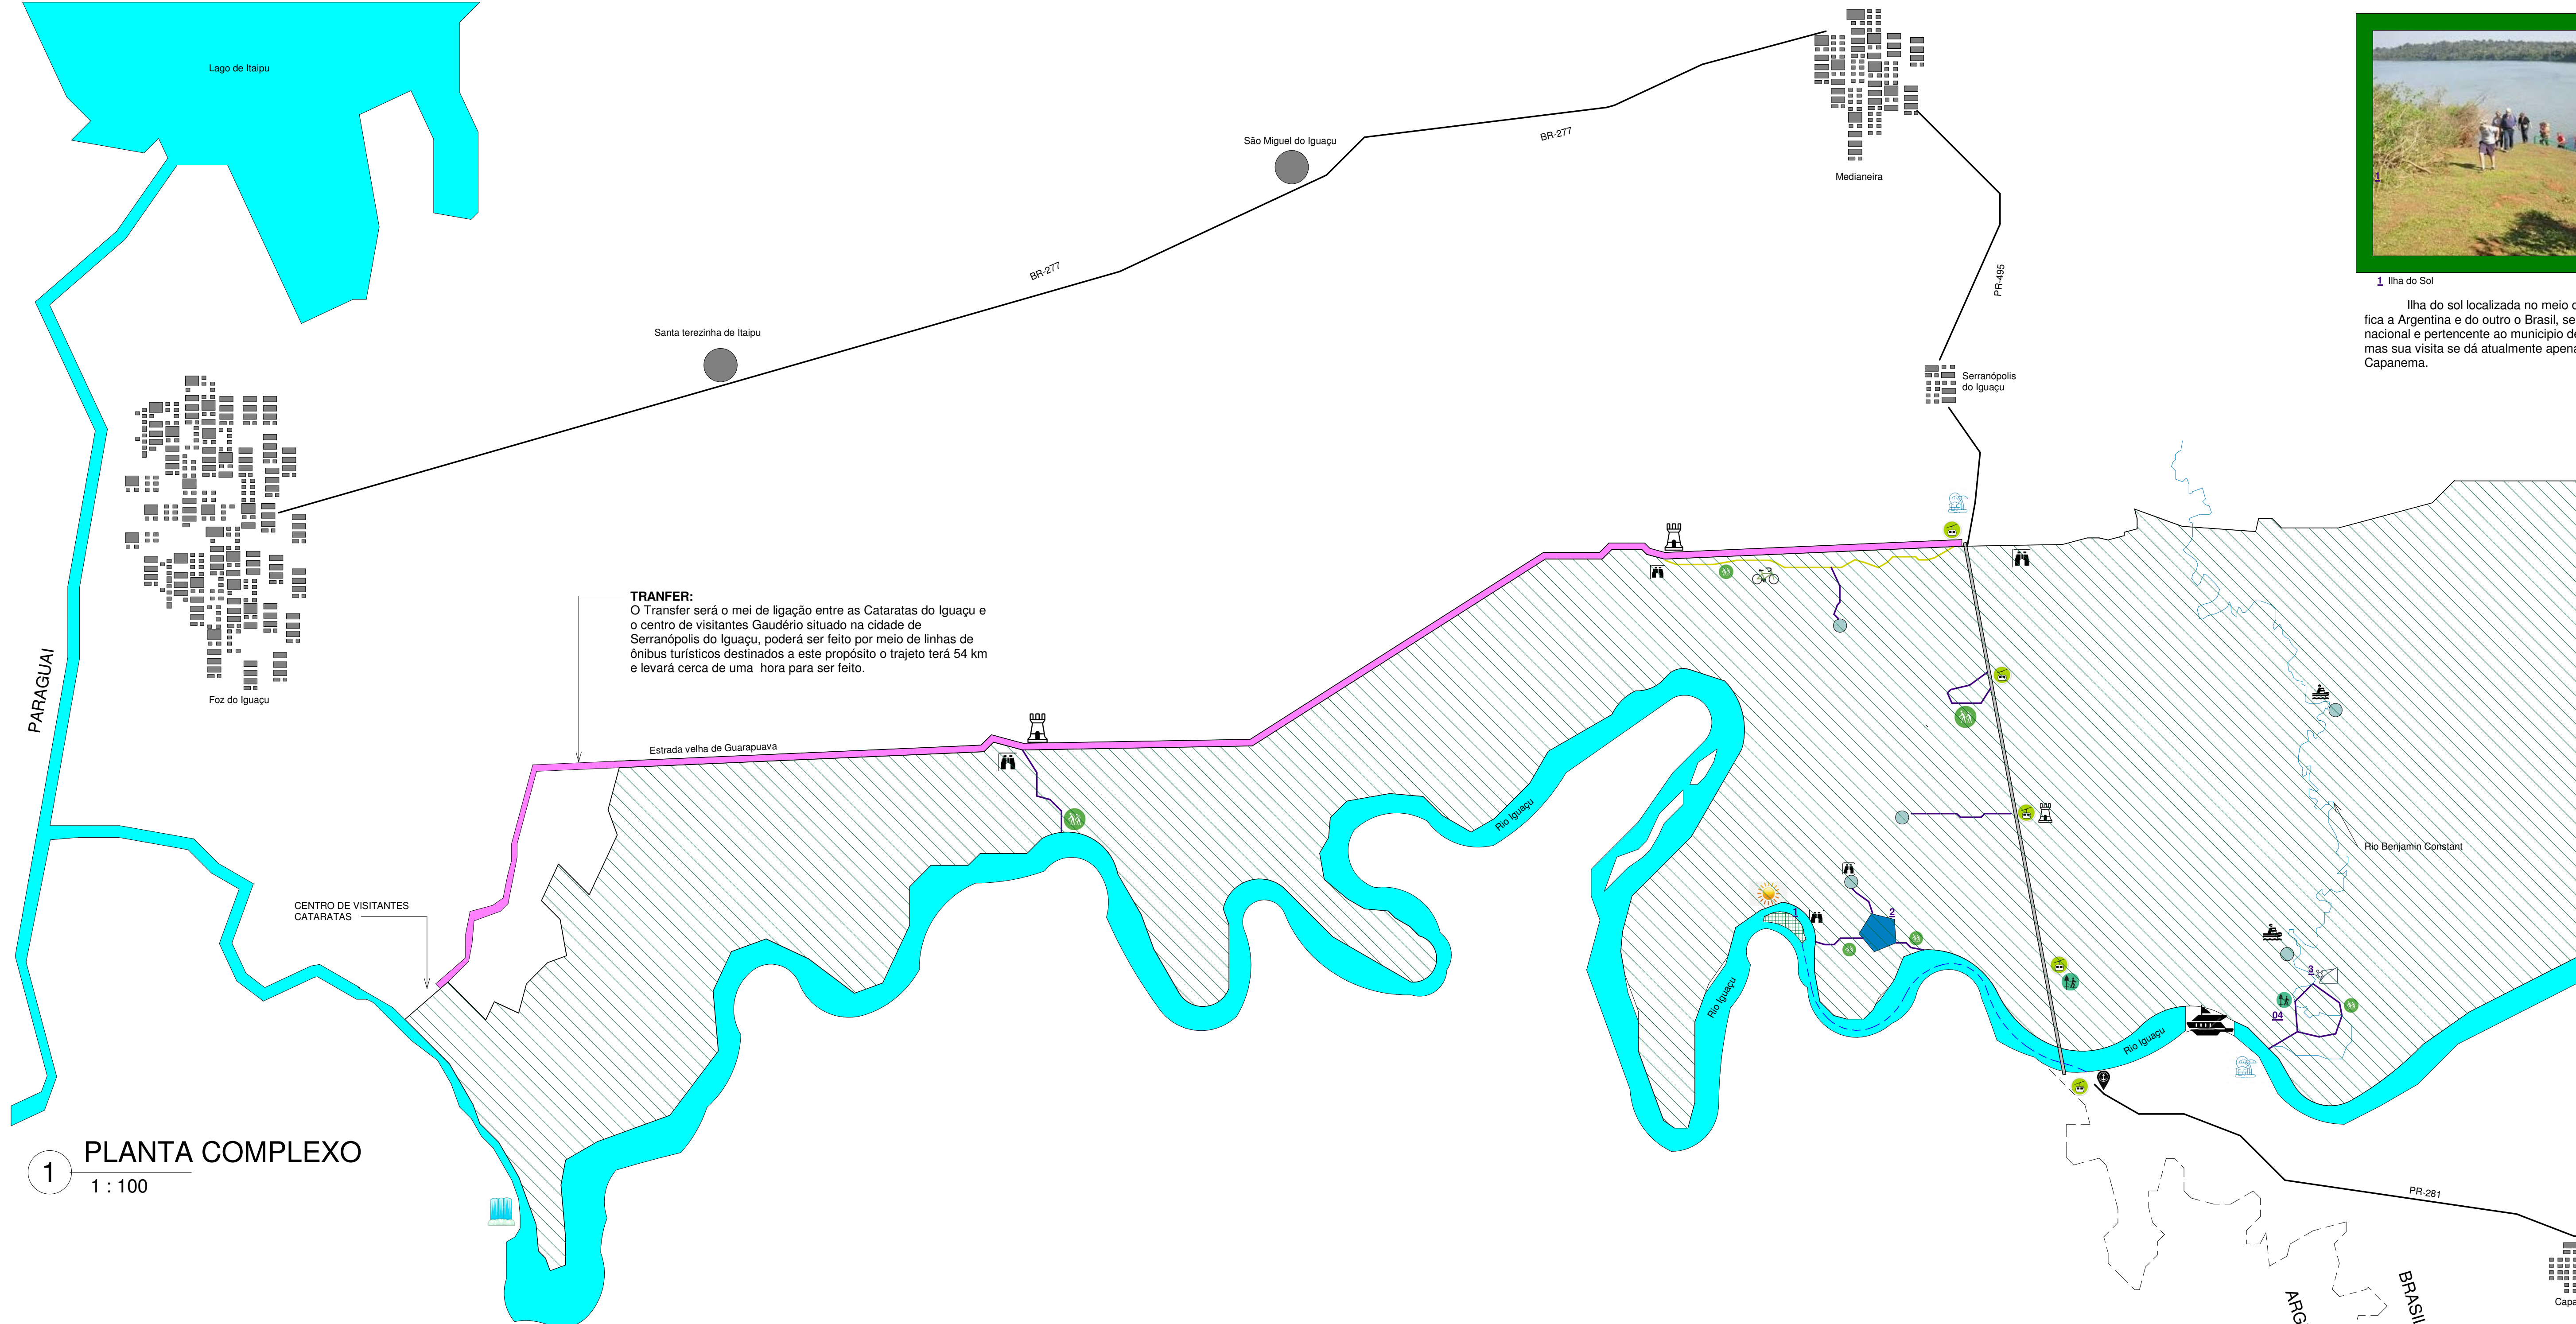 Lago de Itaipu
São Miguel do Iguaçu
BR-277
Medianeira
BR-277
PR-495
Santa terezinha de Itaipu
Serranópolis
do Iguaçu
1 Ilha do Sol
Ilha do sol localizada no meio
fica a Argentina e do outro o Brasil,
nacional e pertencente ao municipio
mas sua visita se dá atualmente
Capanema.
PARAGUAI
Foz do Iguaçu
TRANFER:
O Transfer será o mei de ligação entre as Cataratas do Iguaçu e
o centro de visitantes Gaudério situado na cidade de
Serranópolis do Iguaçu, poderá ser feito por meio de linhas de
ônibus turísticos destinados a este propósito o trajeto terá 54 km
e levará cerca de uma hora para ser feito.
Estrada velha de Guarapuava
Rio Iguaçu
Rio Benjamin Constant
CENTRO DE VISITANTES
CATARATAS
1
2
3
04
Rio Iguaçu
Rio Iguaçu
1 PLANTA COMPLEXO
1 : 100
PR-281
BRASIL